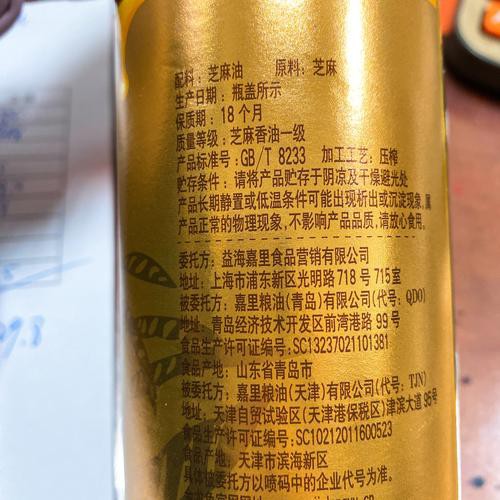 配料：芝麻油 原料：芝麻
生产日期：瓶盖所示
保质期：18个月
质量等级：芝麻香油一级
产品标准号：GB/T 8233 加工工艺：压榨
贮存条件：请将产品贮存于阴凉及干燥避光处
产品长期静置或低温条件可能出现析出或沉淀现象，属
产品正常的物理现象，不影响产品品质，请放心食用。
委托方：益海嘉里食品营销有限公司
地址：上海市浦东新区光明路718号715室
被委托方：嘉里粮油(青岛)有限公司(代号：QDO)
地址：青岛经济技术开发区前湾港路99号
食品生产许可证编号：SC13237021101381
食品产地：山东省青岛市
被委托方：嘉里粮油(天津)有限公司(代号：TJN)
地址：天津自贸试验区(天津港保税区)津滨大道95号
食品生产许可证编号：SC10212011600523
食品产地：天津市滨海新区
具体被委托方以喷码中的企业代号为准。